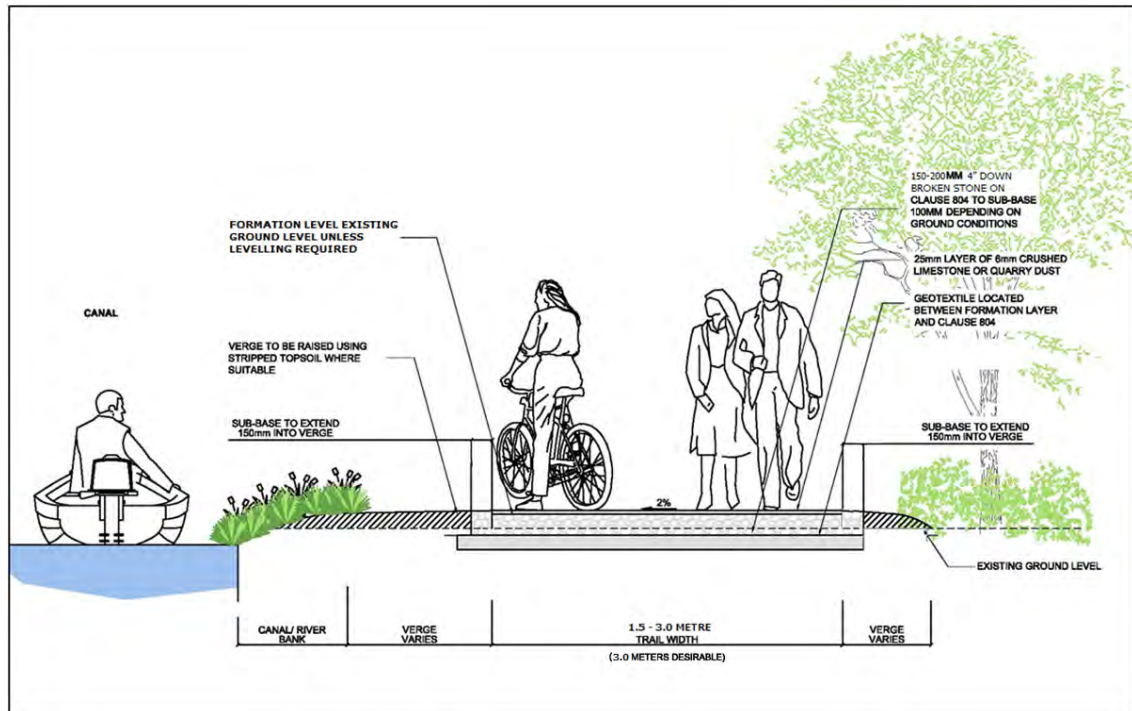 150-200MM 4" DOWN
BROKEN STONE ON
CLAUSE 804 TO SUB-BASE
100MM DEPENDING ON
GROUND CONDITIONS
FORMATION LEVEL EXISTING
GROUND LEVEL UNLESS
LEVELLING REQUIRED
25mm LAYER OF 6mm CRUSHED
LIMESTONE OR QUARRY DUST
GEOTEXTILE LOCATED
BETWEEN FORMATION LAYER
AND CLAUSE 804
CANAL
VERGE TO BE RAISED USING
STRIPPED TOPSOIL WHERE
SUITABLE
SUB-BASE TO EXTEND
150mm INTO VERGE
SUB-BASE TO EXTEND
150mm INTO VERGE
2%
EXISTING GROUND LEVEL
CANAL/ RIVER
BANK
VERGE
VARIES
1.5 - 3.0 METRE
TRAIL WIDTH
(3.0 METERS DESIRABLE)
VERGE
VARIES